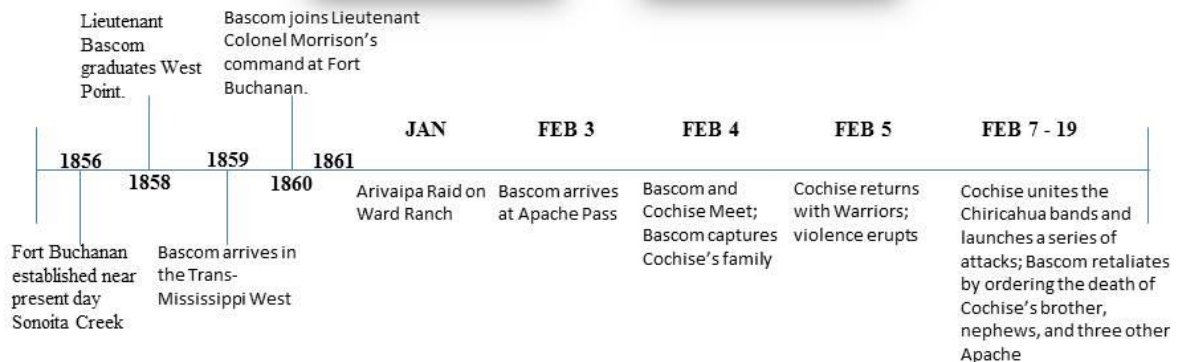 Lieutenant
Bascom
graduates West
Point.
Bascom joins Lieutenant
Colonel Morrison's
command at Fort
Buchanan.
JAN
FEB 3
FEB 4
FEB 5
FEB 7 - 19
1856
1858
1859
1860
1861
Fort Buchanan
established near
present day
Sonoita Creek
Bascom arrives in
the Trans-
Mississippi West
Arivaipa Raid on
Ward Ranch
Bascom arrives
at Apache Pass
Bascom and
Cochise Meet;
Bascom captures
Cochise's family
Cochise returns
with Warriors;
violence erupts
Cochise unites the
Chiricahua bands and
launches a series of
attacks; Bascom retaliates
by ordering the death of
Cochise's brother,
nephews, and three other
Apache